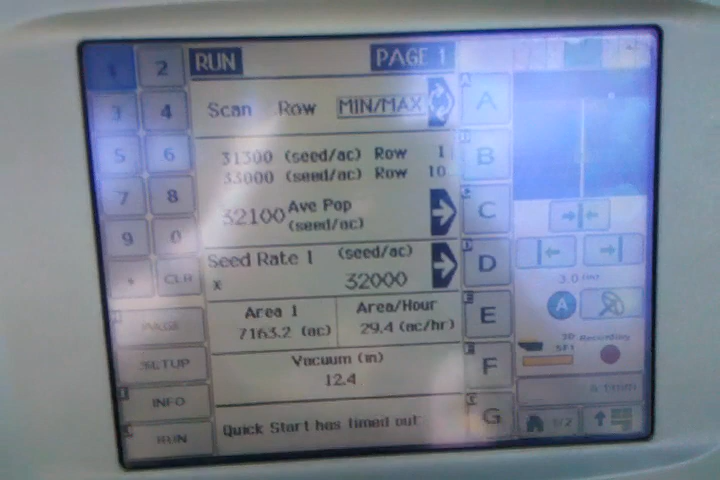 1 2 RUN PAGE 1
3 4 Scan Row MIN/MAX A
5 6 31300 (seed/ac) Row 1 B
33000 (seed/ac) Row 10
7 8 32100 Ave Pop (seed/ac) C
9 0 Seed Rate 1 (seed/ac) D
CLR x 32000
Area 1 Area/Hour E
7163.2 (ac) 29.4 (ac/hr)
A
PAGE
SETUP Vacuum (in) F
12.4
Recording
SF1
INFO
RUN Quick Start has timed out G
1/2